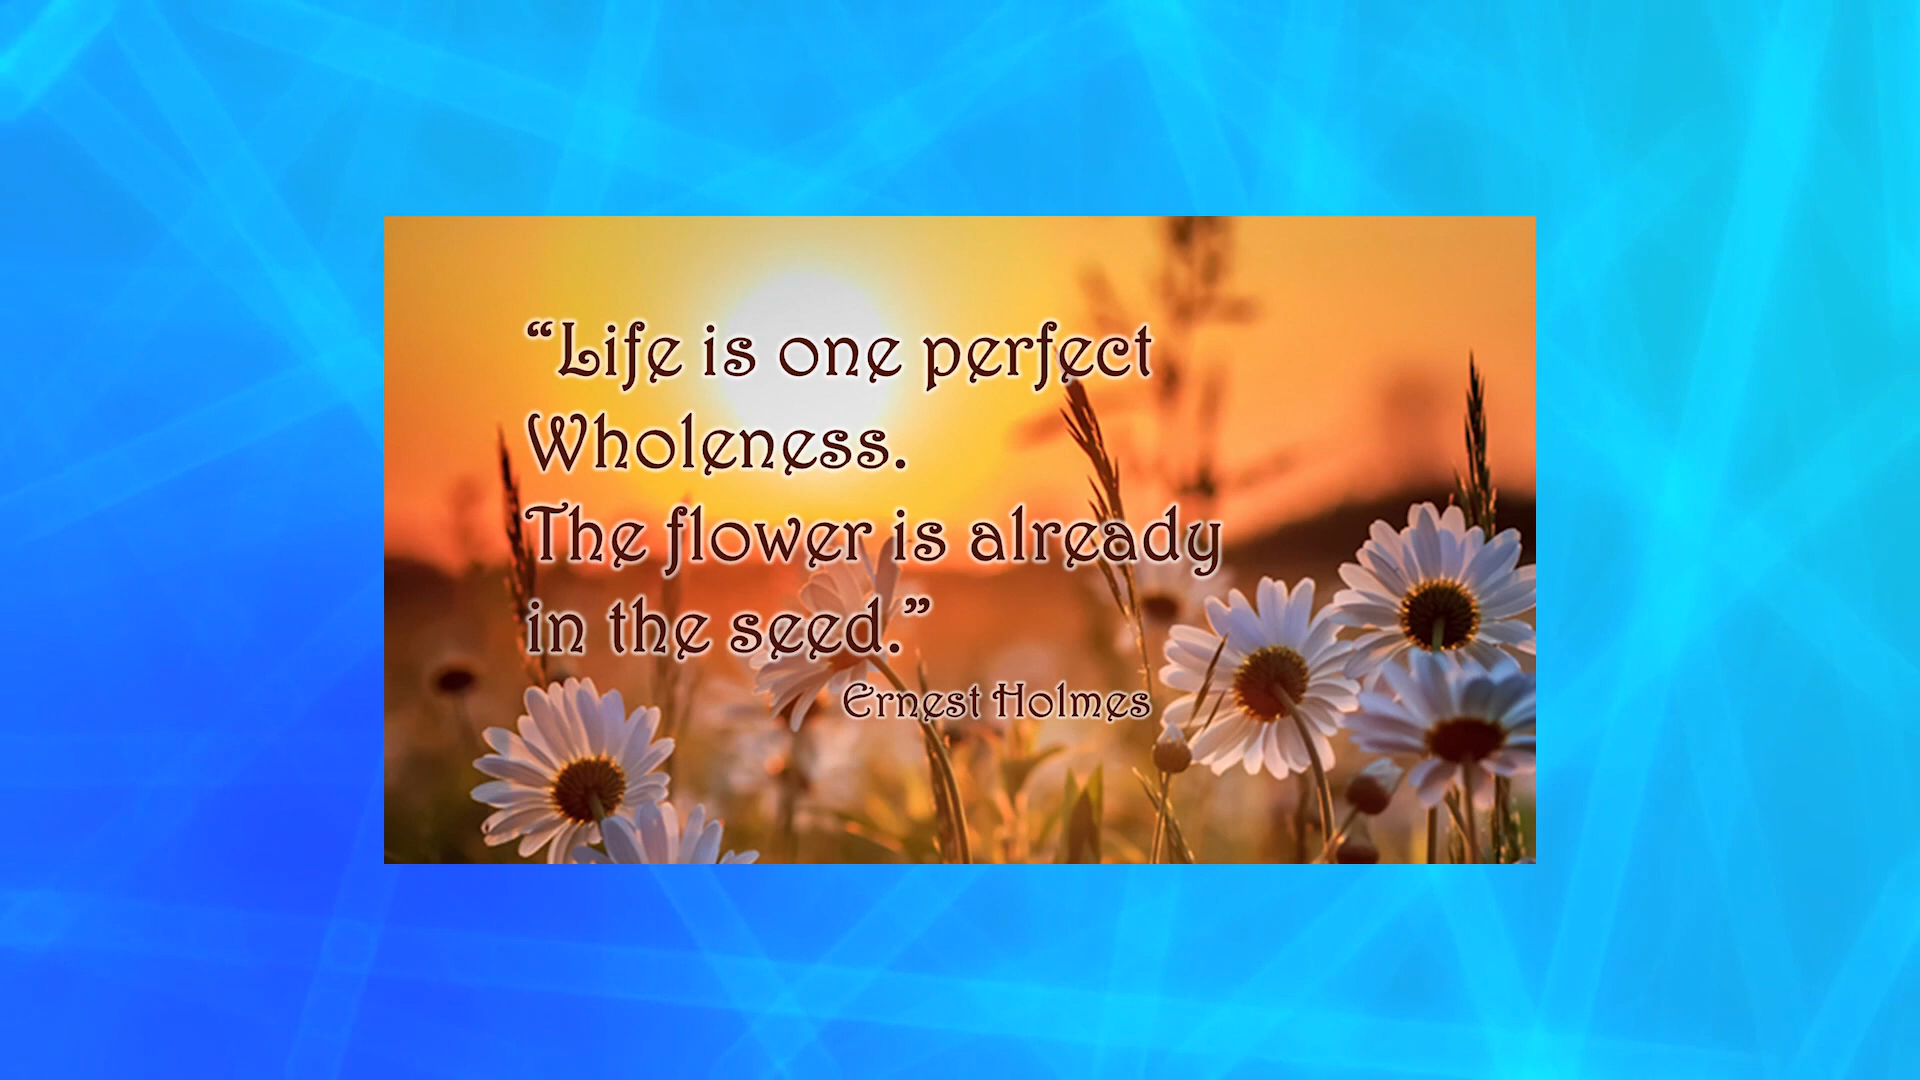 “Life is one perfect
Wholeness.
The flower is already
in the seed.”
Ernest Holmes